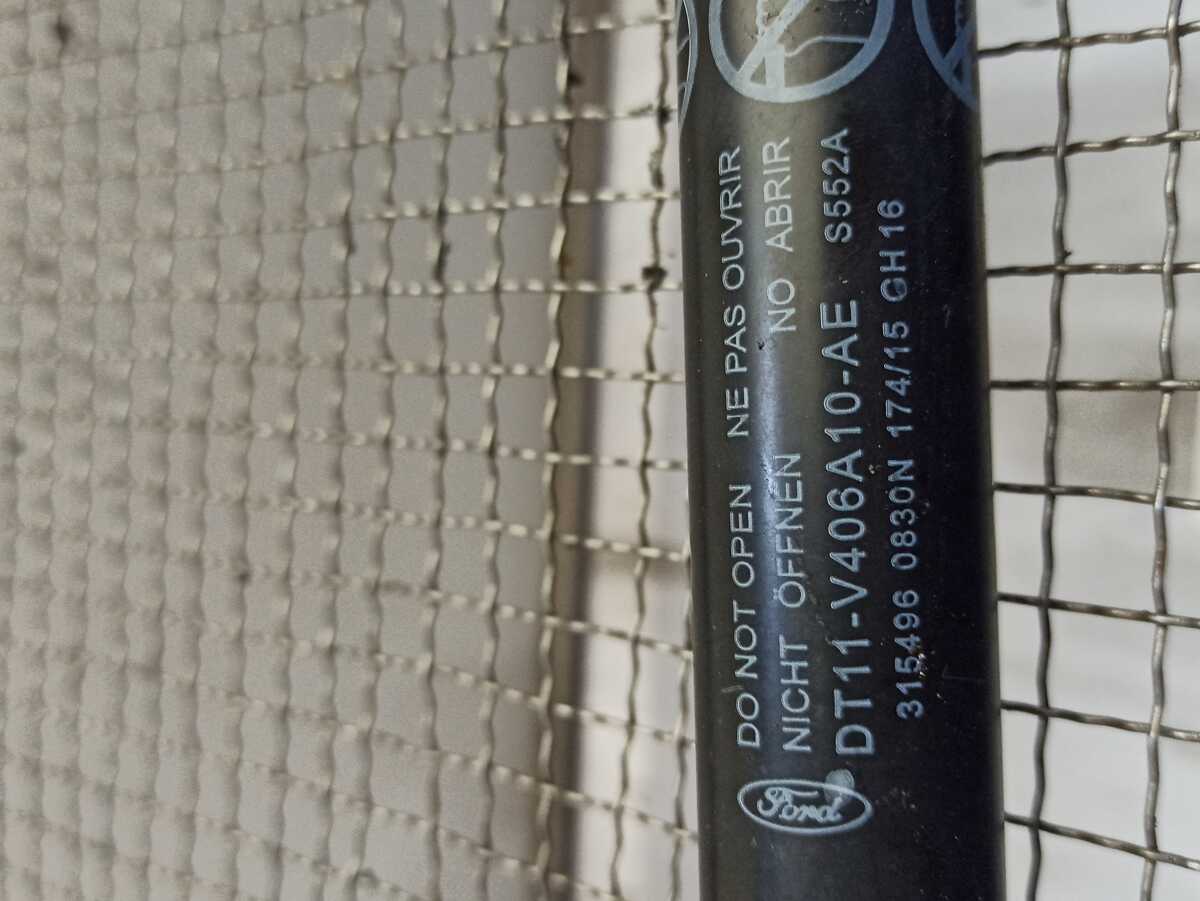 DO NOT OPEN NE PAS OUVRIR
NICHT ÖFFNEN NO ABRIR
Ford
DT11-V406A10-AE S552A
315496 0830N 174/15 GH 16